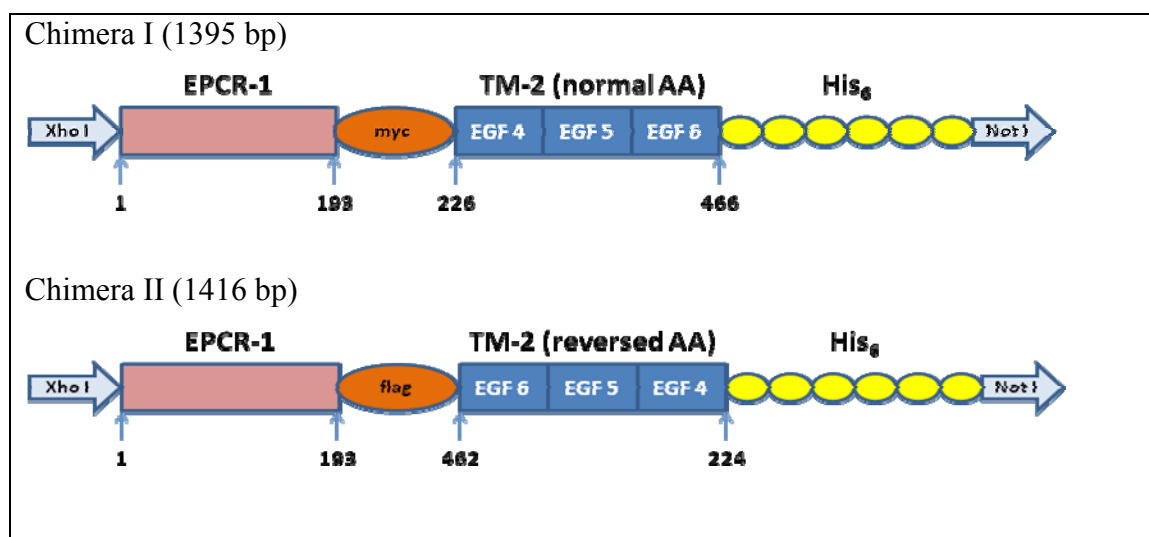 Chimera I (1395 bp)
EPCR-1 TM-2 (normal AA) His₆
Xho I myc EGF 4 EGF 5 EGF 6 Not I
1 193 226 466
Chimera II (1416 bp)
EPCR-1 TM-2 (reversed AA) His₆
Xho I flag EGF 6 EGF 5 EGF 4 Not I
1 193 462 224